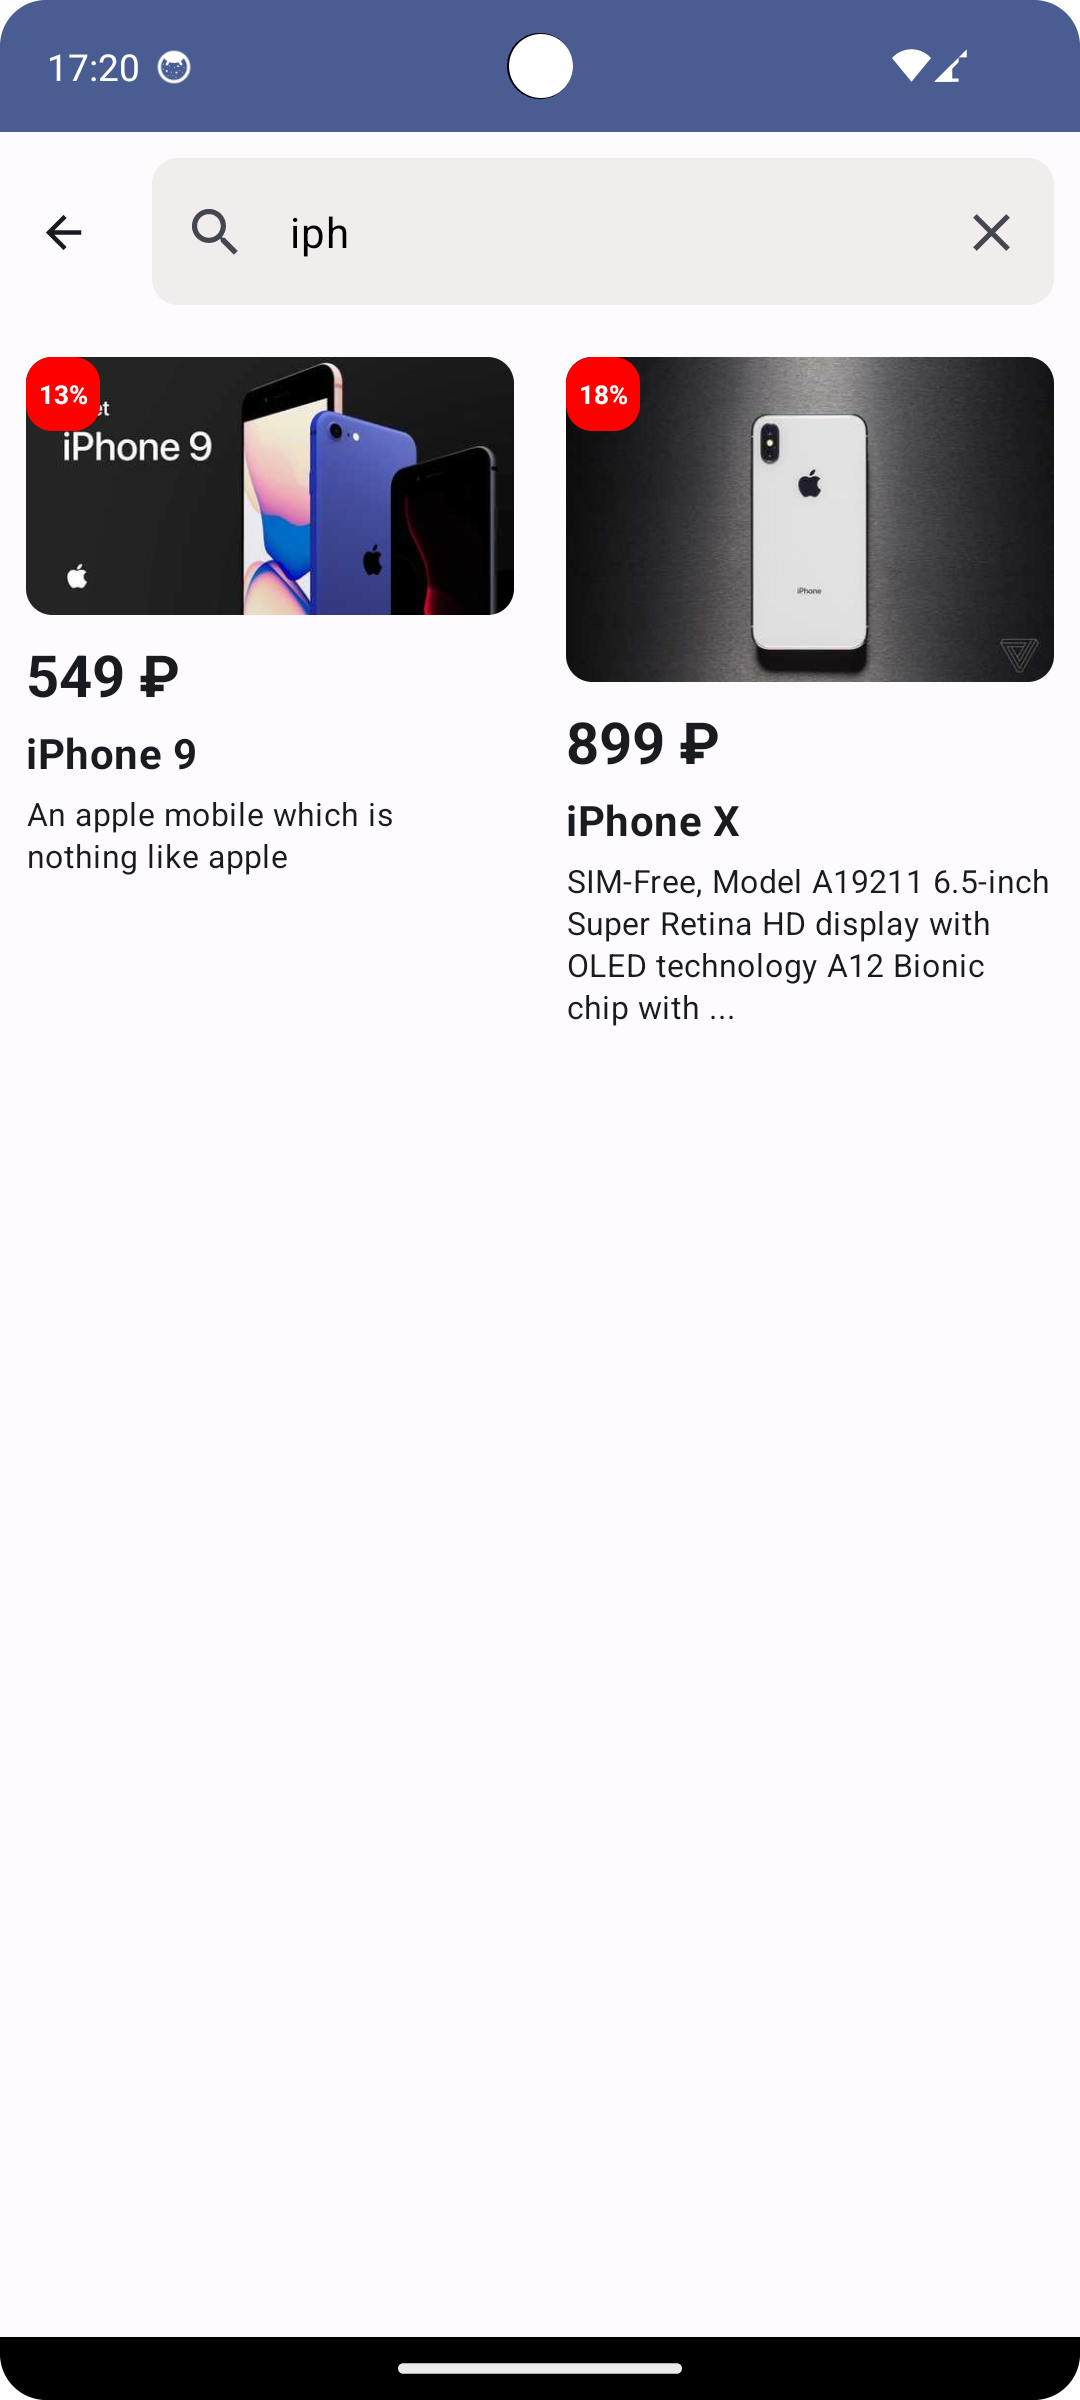 17:20
iph
13%
et
iPhone 9
549 ₽
iPhone 9
An apple mobile which is
nothing like apple
18%
iPhone
899 ₽
iPhone X
SIM-Free, Model A19211 6.5-inch
Super Retina HD display with
OLED technology A12 Bionic
chip with ...